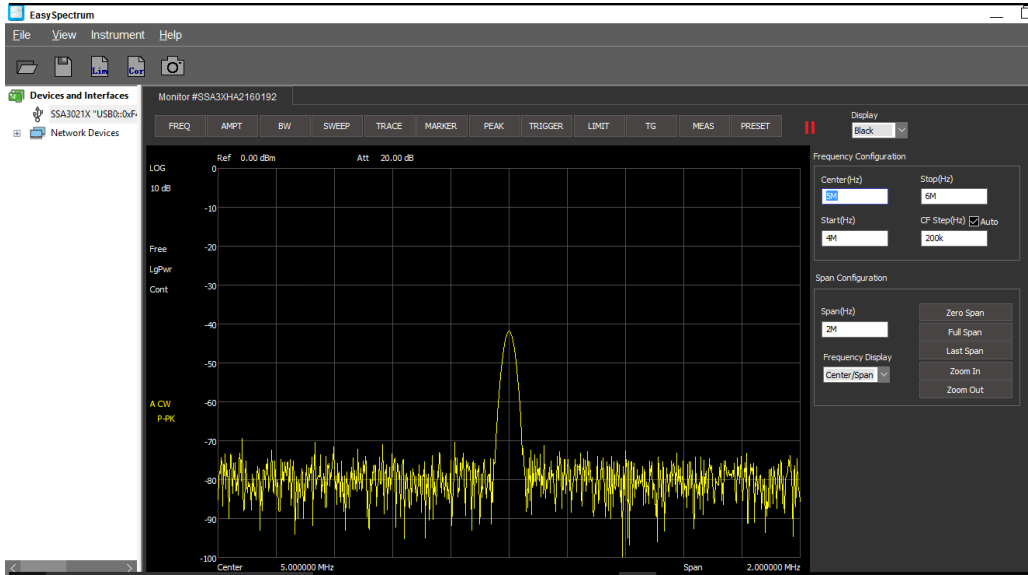 EasySpectrum
File View Instrument Help
Lim Cor
Devices and Interfaces
SSA3021X "USB0::0xF4
Network Devices
Monitor #SSA3XHA2160192
FREQ AMPT BW SWEEP TRACE MARKER PEAK TRIGGER LIMIT TG MEAS PRESET
Display
Black
Ref 0.00 dBm Att 20.00 dB
LOG
10 dB
Free
LgPwr
Cont
A CW
P-PK
0
-10
-20
-30
-40
-50
-60
-70
-80
-90
-100
Center 5.000000 MHz Span 2.000000 MHz
Frequency Configuration
Center(Hz) Stop(Hz)
5M 6M
Start(Hz) CF Step(Hz) Auto
4M 200k
Span Configuration
Span(Hz)
2M
Frequency Display
Center/Span
Zero Span
Full Span
Last Span
Zoom In
Zoom Out